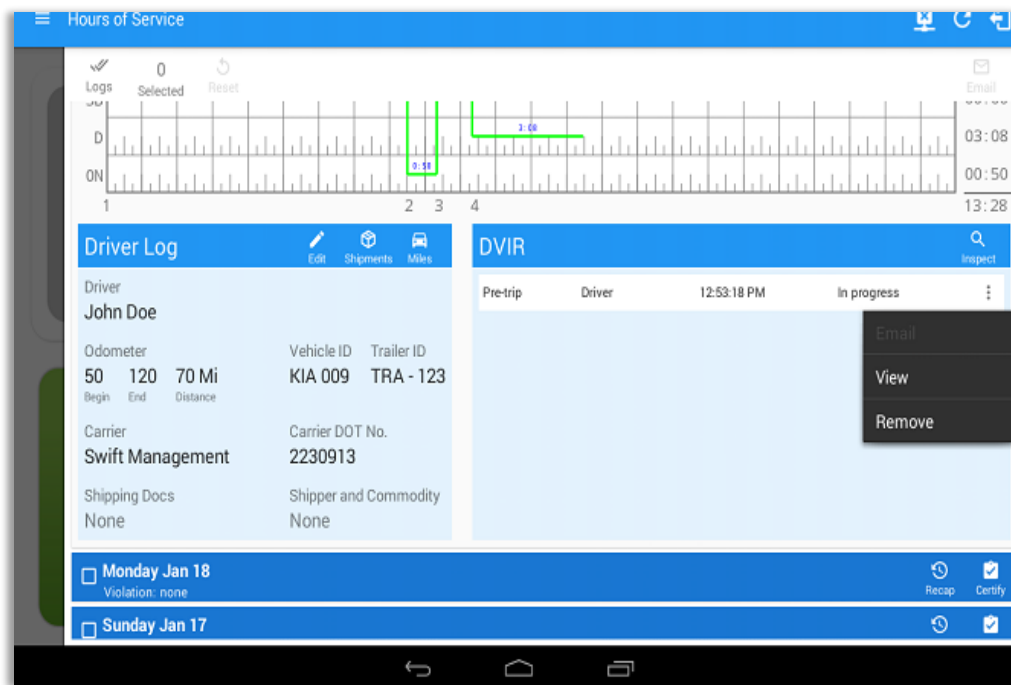 Hours of Service
Logs
0
Selected
Reset
Email
D
3:08
03:08
ON
0:50
00:50
1 2 3 4
13:28
Driver Log
Edit Shipments Miles
DVIR
Inspect
Driver
John Doe
Pre-trip Driver 12:53:18 PM In progress
Email
View
Remove
Odometer
50 120 70 Mi
Begin End Distance
Vehicle ID Trailer ID
KIA 009 TRA - 123
Carrier
Swift Management
Carrier DOT No.
2230913
Shipping Docs
None
Shipper and Commodity
None
Monday Jan 18
Violation: none
Recap Certify
Sunday Jan 17